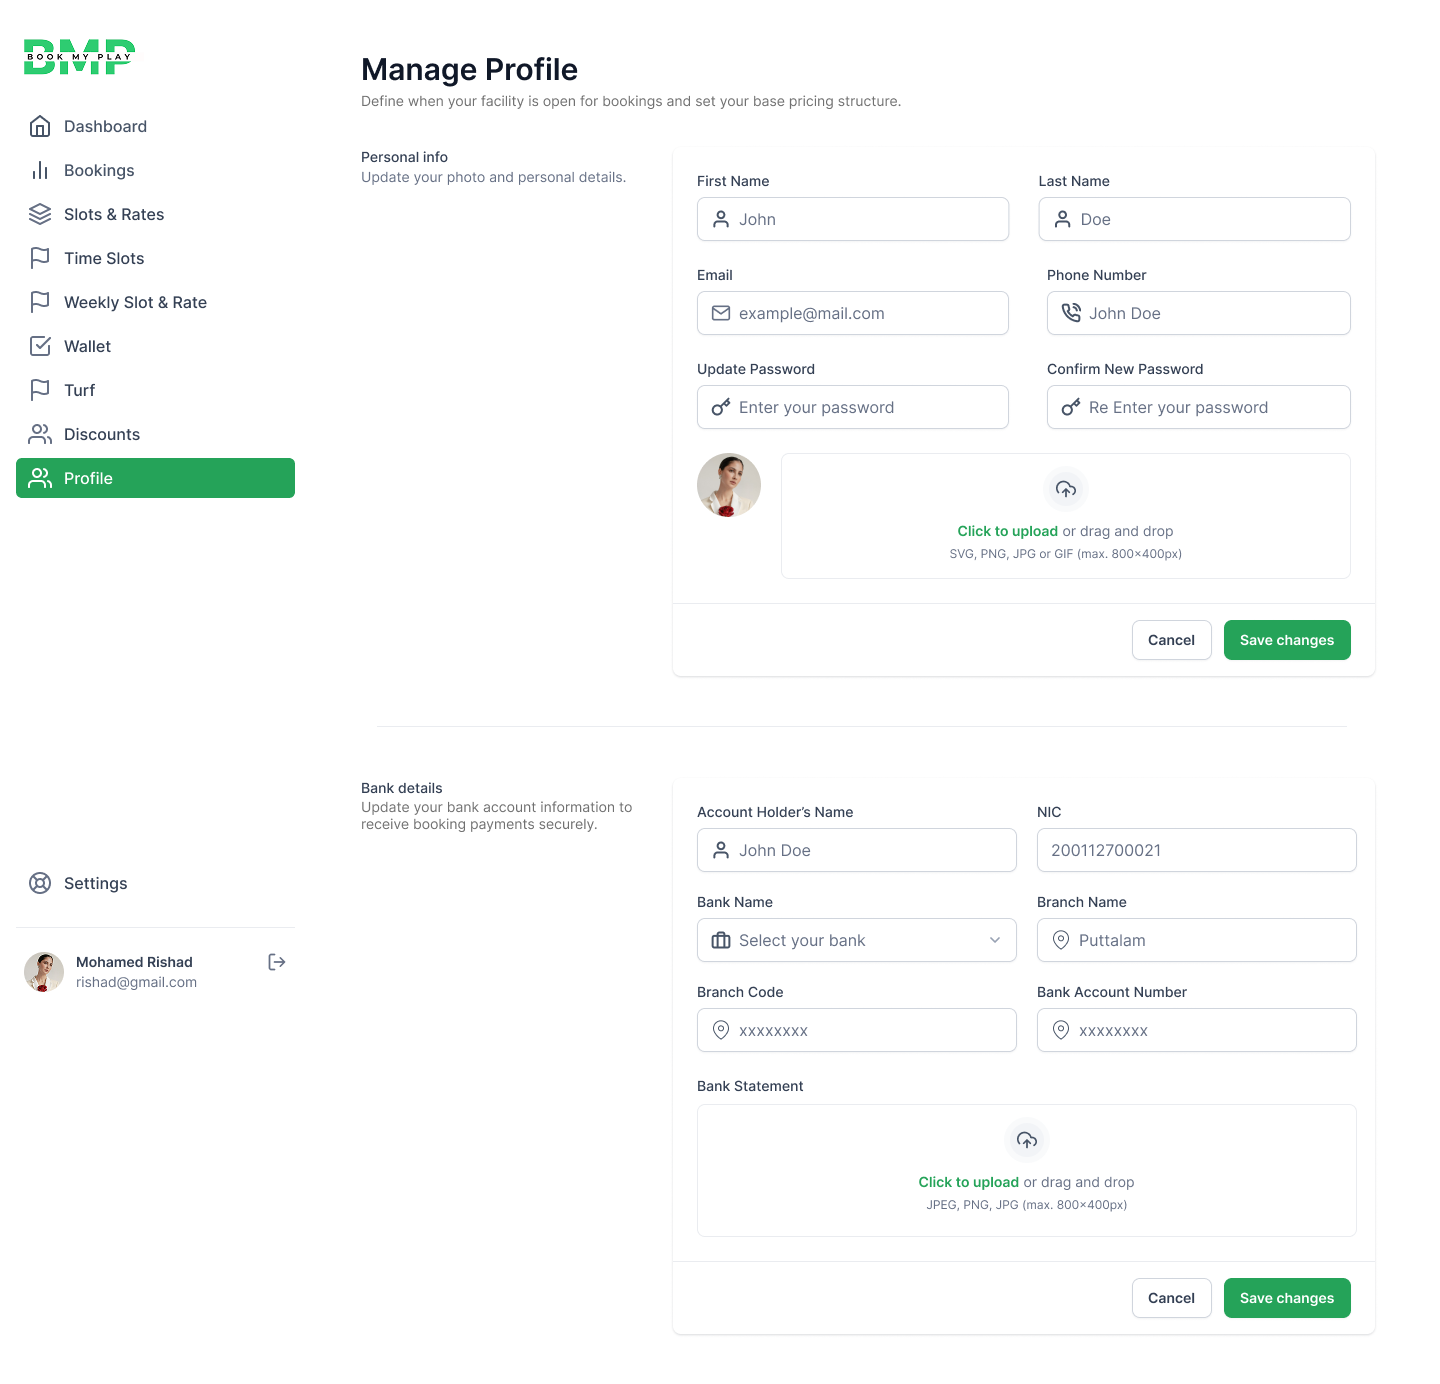 BMP
BOOK MY PLAY
Dashboard
Bookings
Slots & Rates
Time Slots
Weekly Slot & Rate
Wallet
Turf
Discounts
Profile
Settings
Mohamed Rishad
rishad@gmail.com
Manage Profile
Define when your facility is open for bookings and set your base pricing structure.
Personal info
Update your photo and personal details.
First Name
John
Last Name
Doe
Email
example@mail.com
Phone Number
John Doe
Update Password
Enter your password
Confirm New Password
Re Enter your password
Click to upload or drag and drop
SVG, PNG, JPG or GIF (max. 800×400px)
Cancel
Save changes
Bank details
Update your bank account information to
receive booking payments securely.
Account Holder’s Name
John Doe
NIC
200112700021
Bank Name
Select your bank
Branch Name
Puttalam
Branch Code
xxxxxxxx
Bank Account Number
xxxxxxxx
Bank Statement
Click to upload or drag and drop
JPEG, PNG, JPG (max. 800×400px)
Cancel
Save changes